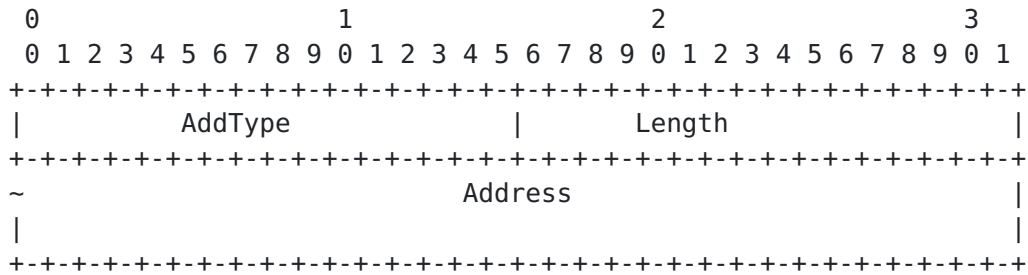 0                   1                   2                   3
 0 1 2 3 4 5 6 7 8 9 0 1 2 3 4 5 6 7 8 9 0 1 2 3 4 5 6 7 8 9 0 1
+-+-+-+-+-+-+-+-+-+-+-+-+-+-+-+-+-+-+-+-+-+-+-+-+-+-+-+-+-+-+-+-+
|          AddType              |       Length                  |
+-+-+-+-+-+-+-+-+-+-+-+-+-+-+-+-+-+-+-+-+-+-+-+-+-+-+-+-+-+-+-+-+
~                            Address                            |
|                                                               |
+-+-+-+-+-+-+-+-+-+-+-+-+-+-+-+-+-+-+-+-+-+-+-+-+-+-+-+-+-+-+-+-+